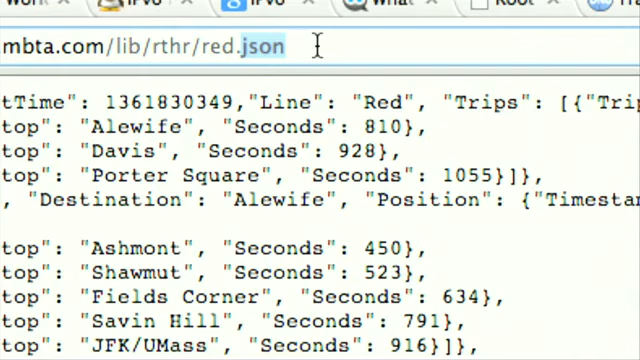 IPv6 IPv6 What Root
.mbta.com/lib/rthr/red.json
tTime": 1361830349,"Line": "Red", "Trips": [{"Trip
top": "Alewife", "Seconds": 810},
top": "Davis", "Seconds": 928},
top": "Porter Square", "Seconds": 1055}]},
, "Destination": "Alewife", "Position": {"Timestam
top": "Ashmont", "Seconds": 450},
top": "Shawmut", "Seconds": 523},
top": "Fields Corner", "Seconds": 634},
top": "Savin Hill", "Seconds": 791},
top": "JFK/UMass", "Seconds": 916}]},